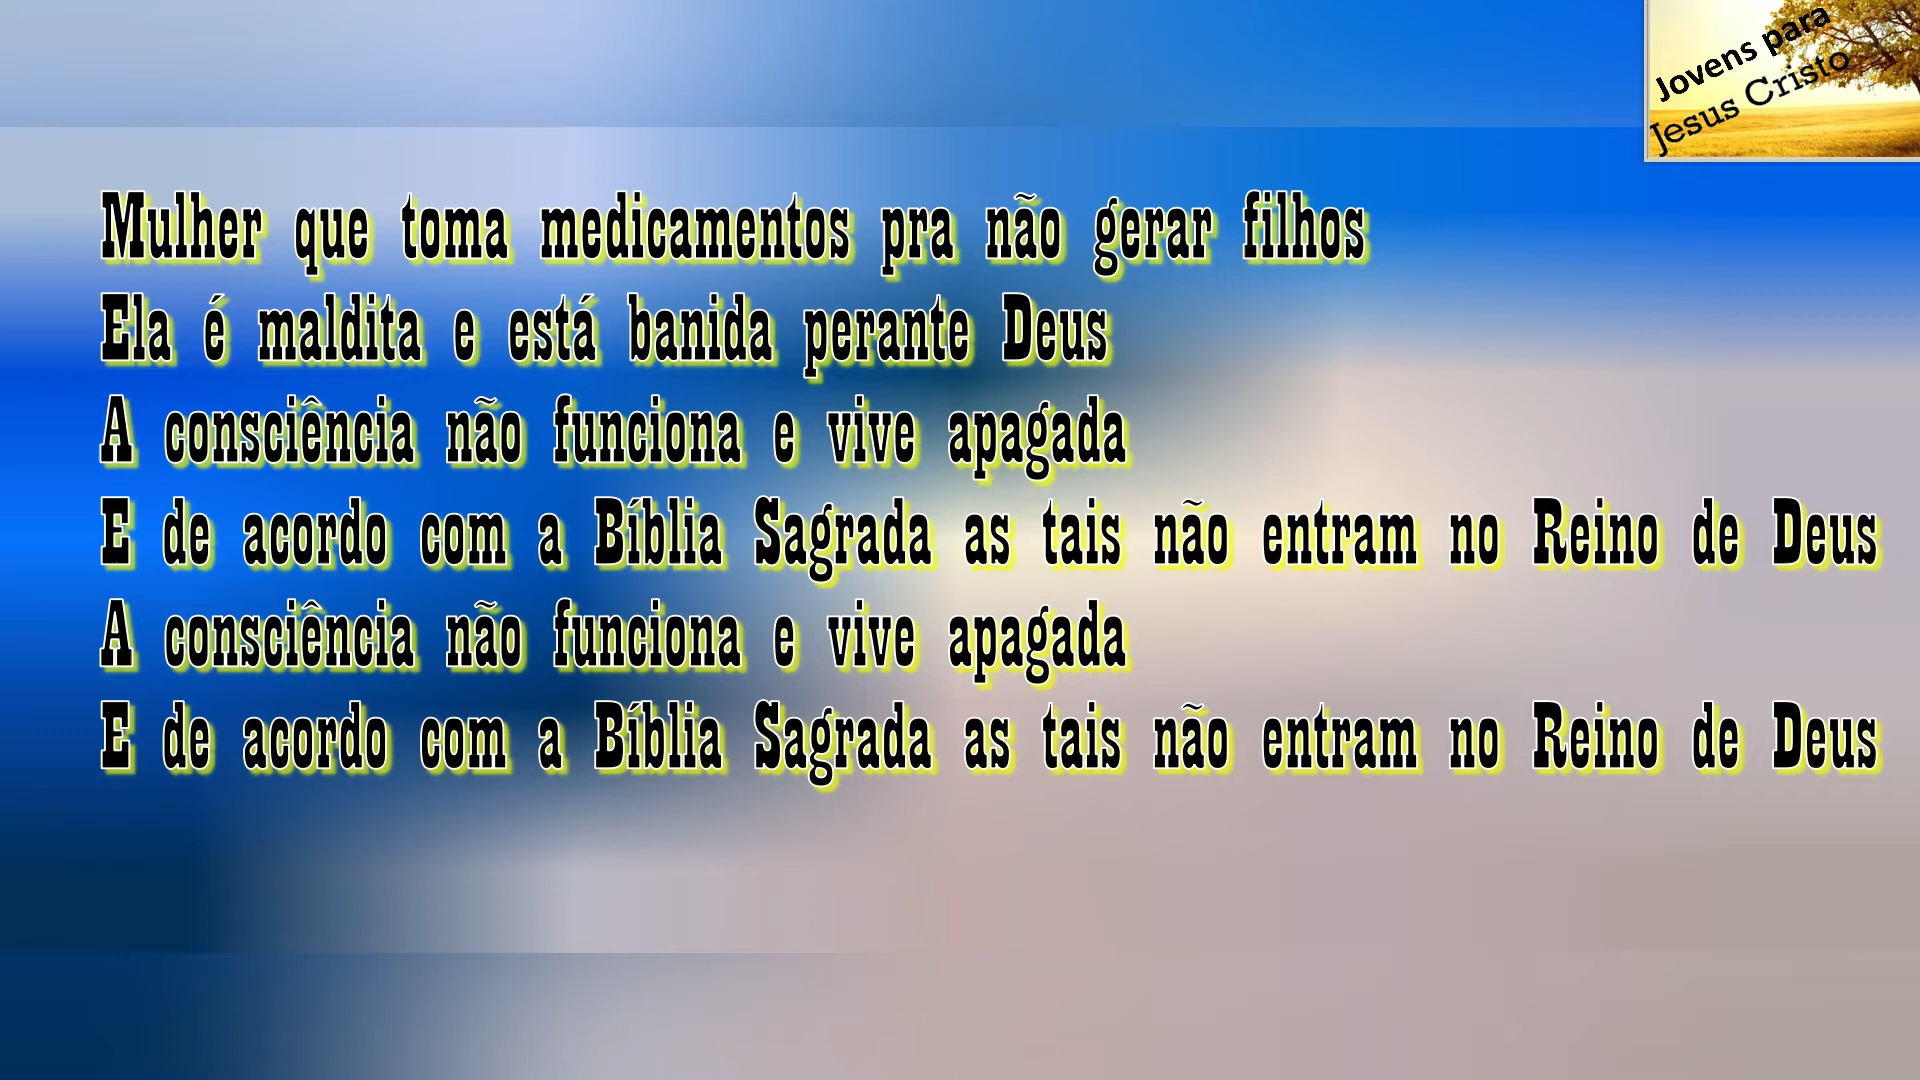 Jovens para
Jesus Cristo
Mulher que toma medicamentos pra não gerar filhos
Ela é maldita e está banida perante Deus
A consciência não funciona e vive apagada
E de acordo com a Bíblia Sagrada as tais não entram no Reino de Deus
A consciência não funciona e vive apagada
E de acordo com a Bíblia Sagrada as tais não entram no Reino de Deus